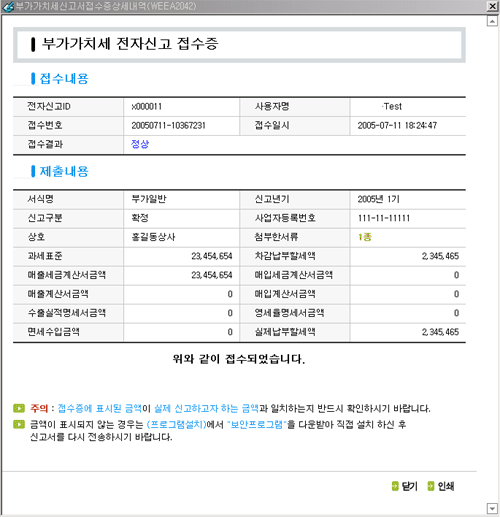 부가가치세신고서접수증상세내역(WEEA2042)
부가가치세 전자신고 접수증
접수내용
전자신고ID x000011 사용자명 ·Test
접수번호 20050711-10367231 접수일시 2005-07-11 18:24:47
접수결과 정상
제출내용
서식명 부가일반 신고년기 2005년 1기
신고구분 확정 사업자등록번호 111-11-11111
상호 홍길동상사 첨부한서류 1종
과세표준 23,454,654 차감납부할세액 2,345,465
매출세금계산서금액 23,454,654 매입세금계산서금액 0
매출계산서금액 0 매입계산서금액 0
수출실적명세서금액 0 영세율명세서금액 0
면세수입금액 0 실제납부할세액 2,345,465
위와 같이 접수되었습니다.
주의 : 접수증에 표시된 금액이 실제 신고하고자 하는 금액과 일치하는지 반드시 확인하시기 바랍니다.
금액이 표시되지 않는 경우는 (프로그램설치)에서 "보안프로그램"을 다운받아 직접 설치 하신 후
신고서를 다시 전송하시기 바랍니다.
닫기 인쇄